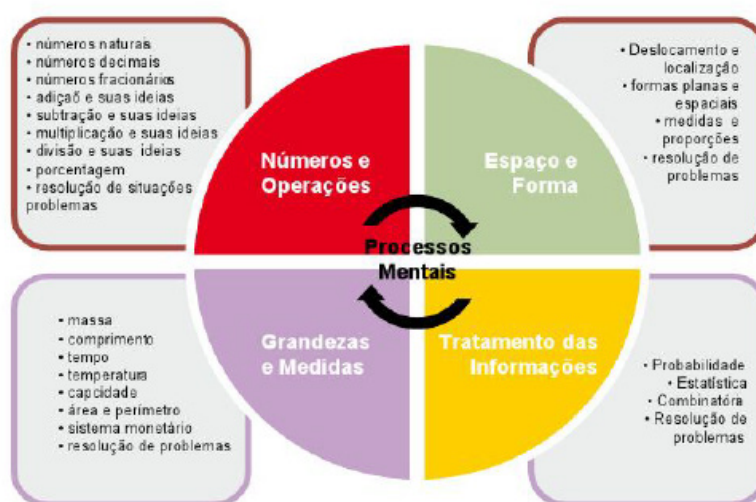 • números naturais
• números decimais
• números fracionários
• adiçaõ e suas ideias
• subtração e suas ideias
• multiplicação e suas ideias
• divisão e suas ideias
• porcentagem
• resolução de situações
problemas
• Deslocamento e
localização
• formas planas e
espaciais
• medidas e
proporções
• resolução de
problemas
Números e
Operações
Espaço e
Forma
Processos
Mentais
Grandezas
e Medidas
Tratamento das
Informações
• massa
• comprimento
• tempo
• temperatura
• capcidade
• área e perímetro
• sistema monetário
• resolução de problemas
• Probabilidade
• Estatística
• Combinatóra
• Resolução de
problemas